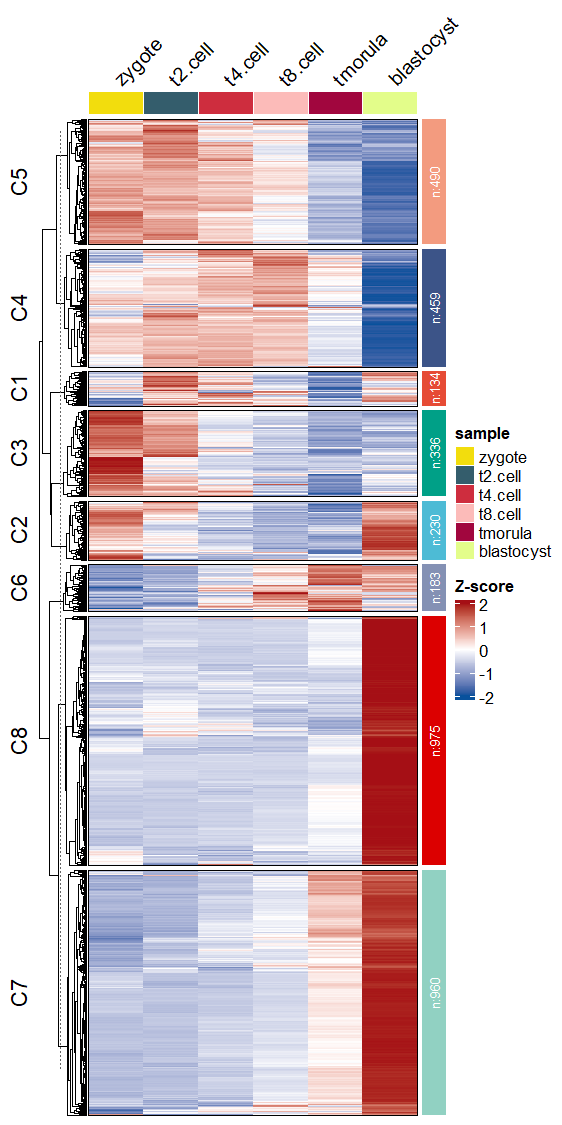 zygote
t2.cell
t4.cell
t8.cell
tmorula
blastocyst
C5
n:490
C4
n:459
C1
n:134
C3
n:336
C2
n:230
C6
n:183
C8
n:975
C7
n:960
sample
zygote
t2.cell
t4.cell
t8.cell
tmorula
blastocyst
Z-score
2
1
0
-1
-2